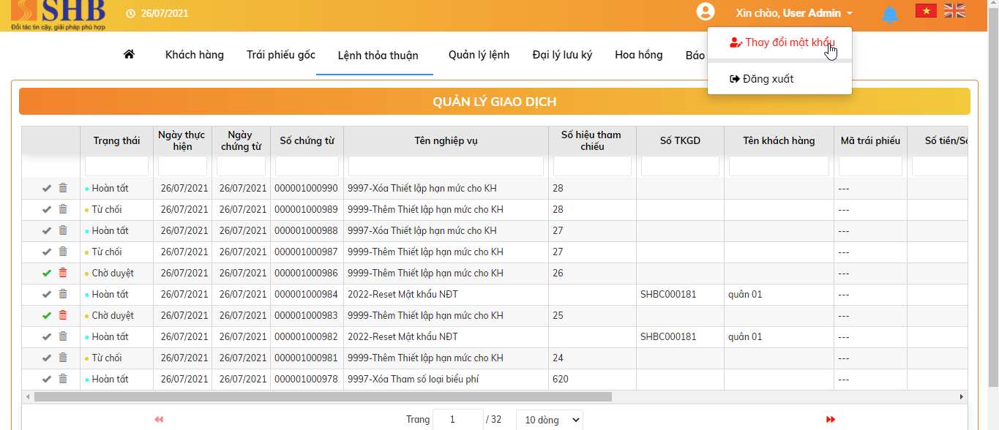 SHB
Đối tác tin cậy, giải pháp phù hợp
26/07/2021
Xin chào, User Admin
Thay đổi mật khẩu
Đăng xuất
Khách hàng Trái phiếu gốc Lệnh thỏa thuận Quản lý lệnh Đại lý lưu ký Hoa hồng Báo
QUẢN LÝ GIAO DỊCH
Trạng thái Ngày thực hiện Ngày chứng từ Số chứng từ Tên nghiệp vụ Số hiệu tham chiếu Số TKGD Tên khách hàng Mã trái phiếu Số tiền/Số
Hoàn tất 26/07/2021 26/07/2021 000001000990 9997-Xóa Thiết lập hạn mức cho KH 28 ---
Từ chối 26/07/2021 26/07/2021 000001000989 9999-Thêm Thiết lập hạn mức cho KH 28 ---
Hoàn tất 26/07/2021 26/07/2021 000001000988 9997-Xóa Thiết lập hạn mức cho KH 27 ---
Từ chối 26/07/2021 26/07/2021 000001000987 9999-Thêm Thiết lập hạn mức cho KH 27 ---
Chờ duyệt 26/07/2021 26/07/2021 000001000986 9999-Thêm Thiết lập hạn mức cho KH 26 ---
Hoàn tất 26/07/2021 26/07/2021 000001000984 2022-Reset Mật khẩu NĐT SHBC000181 quân 01 ---
Chờ duyệt 26/07/2021 26/07/2021 000001000983 9999-Thêm Thiết lập hạn mức cho KH 25 ---
Hoàn tất 26/07/2021 26/07/2021 000001000982 2022-Reset Mật khẩu NĐT SHBC000181 quân 01 ---
Từ chối 26/07/2021 26/07/2021 000001000981 9999-Thêm Thiết lập hạn mức cho KH 24 ---
Hoàn tất 26/07/2021 26/07/2021 000001000978 9997-Xóa Tham số loại biểu phí 620 ---
Trang 1 / 32 10 dòng